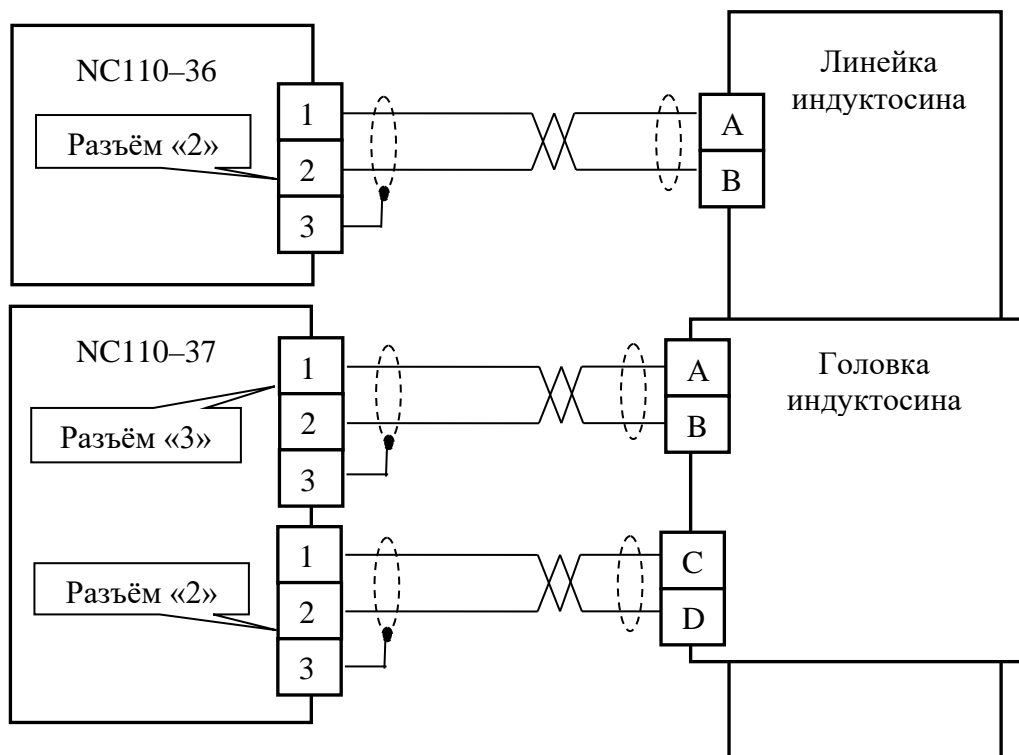 NC110–36
Разъём «2»
1
2
3
Линейка
индуктосина
A
B
NC110–37
Разъём «3»
1
2
3
Разъём «2»
1
2
3
Головка
индуктосина
A
B
C
D